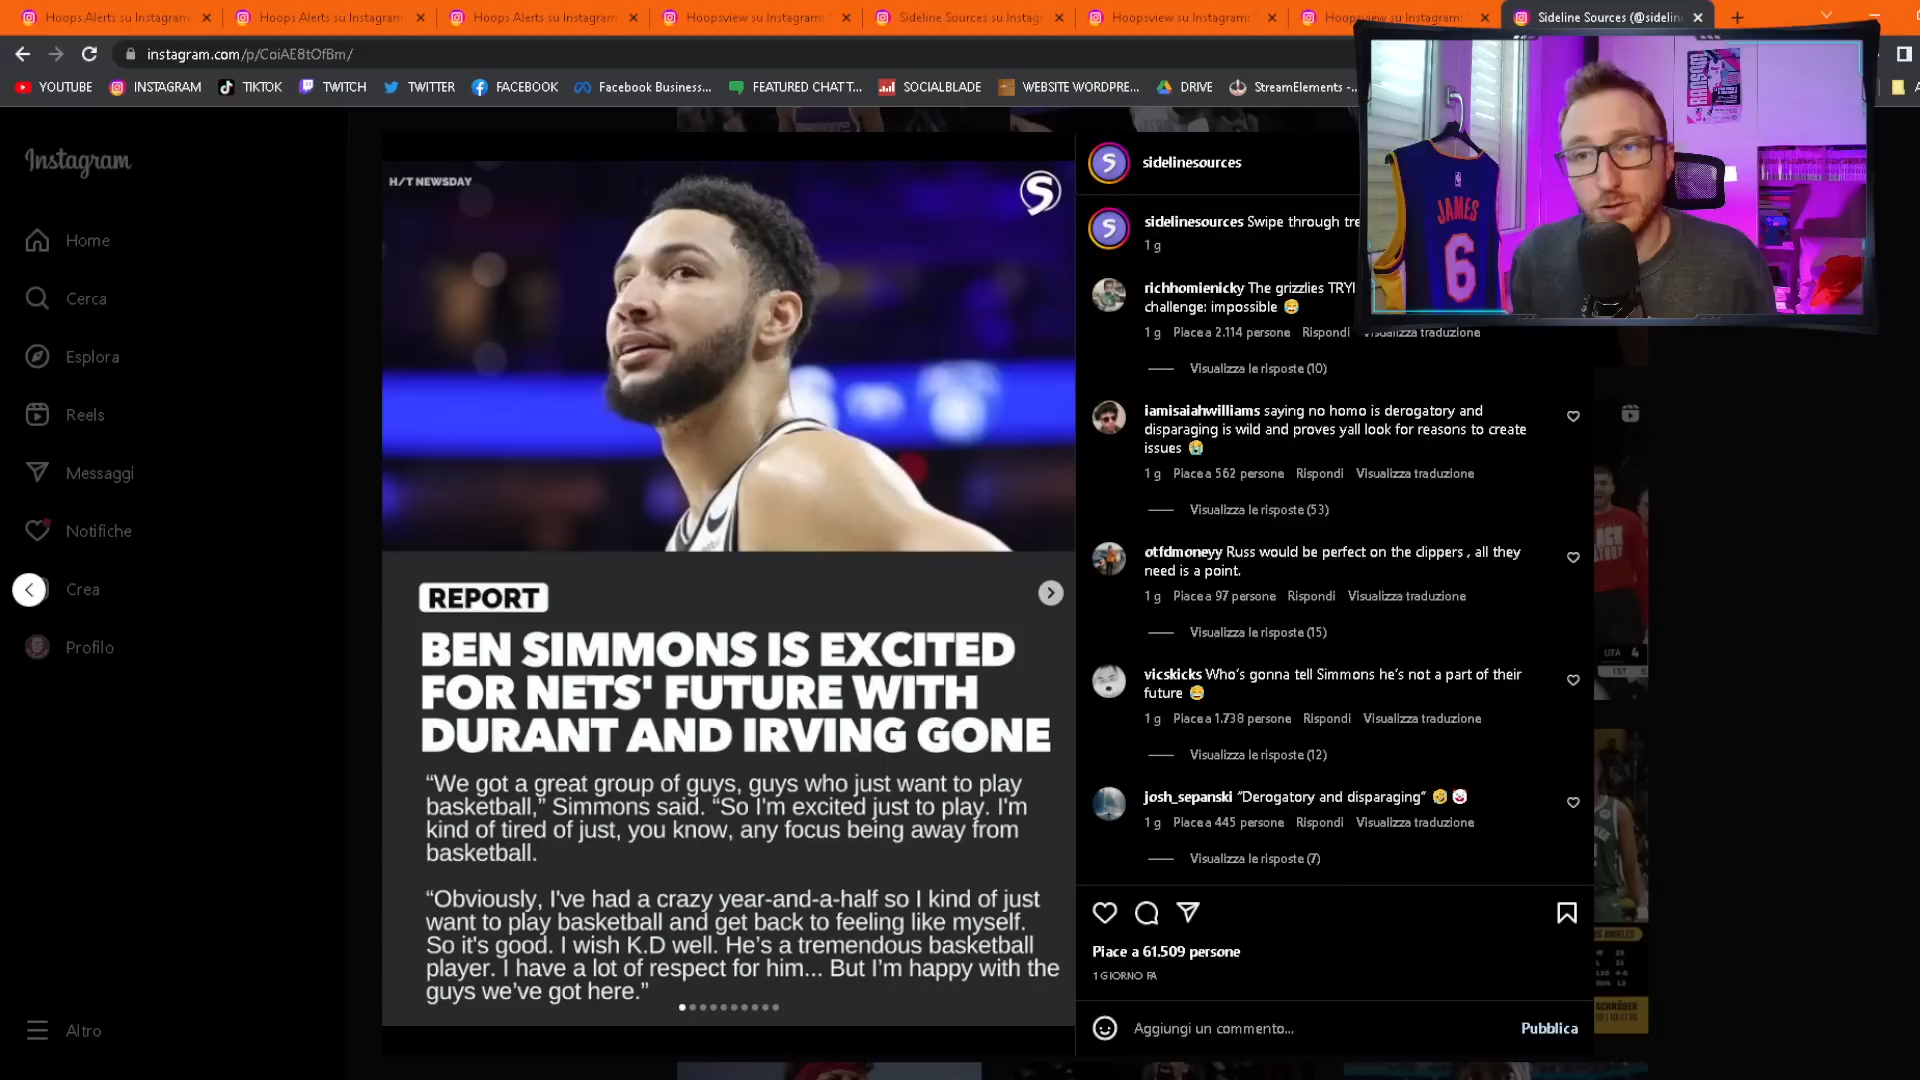 Hoops Alerts su Instagram
Hoops Alerts su Instagram
Hoops Alerts su Instagram
Hoopsview su Instagram:
Sideline Sources su Instag
Hoopsview su Instagram:
Hoopsview su Instagram:
Sideline Sources (@sidelin
instagram.com/p/CoiAE8tOfBm/
YOUTUBE
INSTAGRAM
TIKTOK
TWITCH
TWITTER
FACEBOOK
Facebook Business...
FEATURED CHAT T...
SOCIALBLADE
WEBSITE WORDPRE...
DRIVE
StreamElements -...
Instagram
Home
Cerca
Esplora
Reels
Messaggi
Notifiche
Crea
Profilo
Altro
H/T NEWSDAY
S
REPORT
BEN SIMMONS IS EXCITED
FOR NETS' FUTURE WITH
DURANT AND IRVING GONE
“We got a great group of guys, guys who just want to play
basketball,” Simmons said. “So I'm excited just to play. I'm
kind of tired of just, you know, any focus being away from
basketball.
“Obviously, I've had a crazy year-and-a-half so I kind of just
want to play basketball and get back to feeling like myself.
So it's good. I wish K.D well. He’s a tremendous basketball
player. I have a lot of respect for him... But I’m happy with the
guys we’ve got here.”
S
sidelinesources
S
sidelinesources Swipe through tre
1 g
richhomienicky The grizzlies TRYI
challenge: impossible
1 g Piace a 2.114 persone Rispondi Visualizza traduzione
Visualizza le risposte (10)
iamisaiahwilliams saying no homo is derogatory and
disparaging is wild and proves yall look for reasons to create
issues
1 g Piace a 562 persone Rispondi Visualizza traduzione
Visualizza le risposte (53)
otfdmoneyy Russ would be perfect on the clippers , all they
need is a point.
1 g Piace a 97 persone Rispondi Visualizza traduzione
Visualizza le risposte (15)
vicskicks Who’s gonna tell Simmons he’s not a part of their
future
1 g Piace a 1.738 persone Rispondi Visualizza traduzione
Visualizza le risposte (12)
josh_sepanski “Derogatory and disparaging”
1 g Piace a 445 persone Rispondi Visualizza traduzione
Visualizza le risposte (7)
Piace a 61.509 persone
1 GIORNO FA
Aggiungi un commento...
Pubblica
JAMES
6
RANSOM
UTA 4
1ST
SCHRÖDER